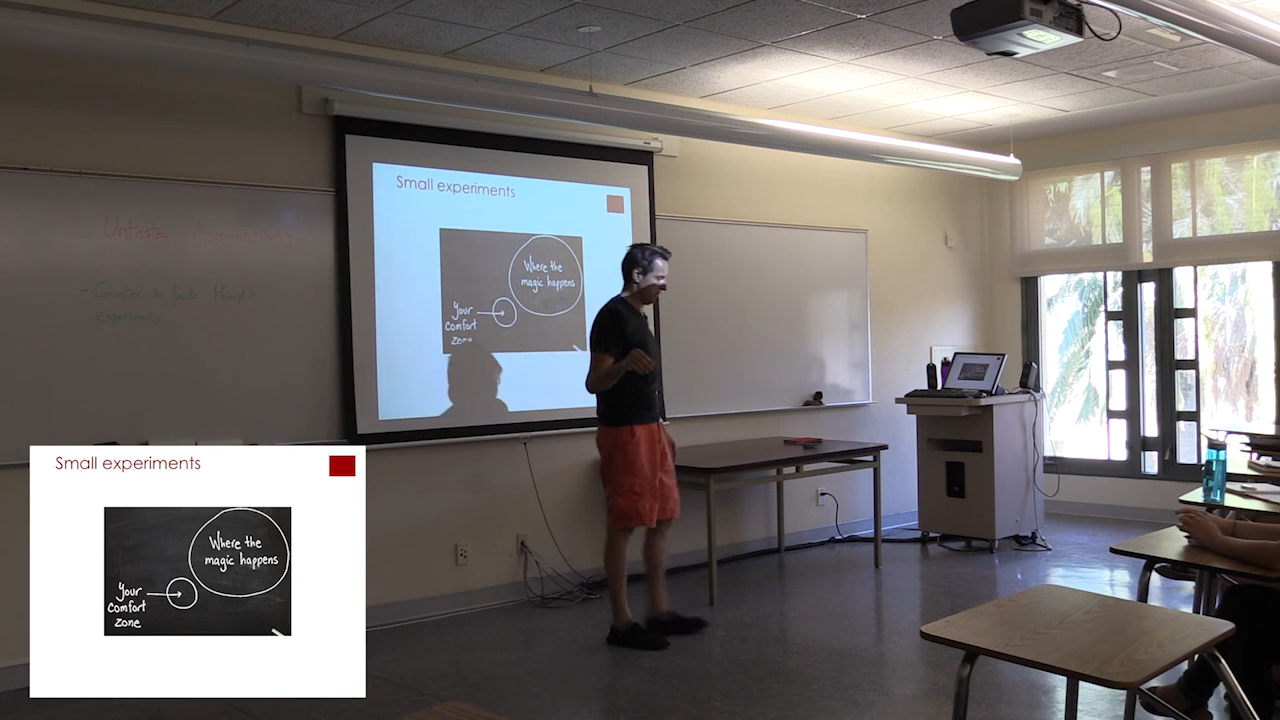 Small experiments
Where the
magic happens
Your
comfort
zone
Small experiments
Where the
magic happens
Your
comfort
zone